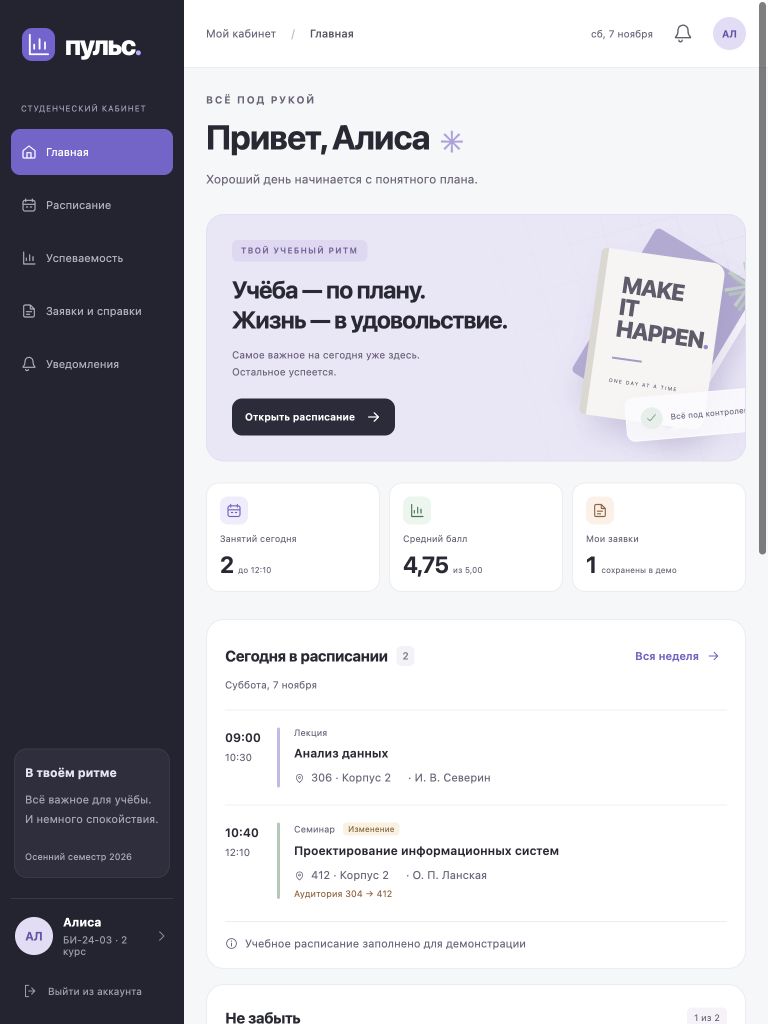 пульс.
СТУДЕНЧЕСКИЙ КАБИНЕТ
Главная
Расписание
Успеваемость
Заявки и справки
Уведомления
В твоём ритме
Всё важное для учёбы.
И немного спокойствия.
Осенний семестр 2026
АЛ
Алиса
БИ-24-03 · 2
курс
Выйти из аккаунта
Мой кабинет / Главная
сб, 7 ноября
АЛ
ВСЁ ПОД РУКОЙ
Привет, Алиса
Хороший день начинается с понятного плана.
ТВОЙ УЧЕБНЫЙ РИТМ
Учёба — по плану.
Жизнь — в удовольствие.
Самое важное на сегодня уже здесь.
Остальное успеется.
Открыть расписание →
MAKE
IT
HAPPEN.
ONE DAY AT A TIME
Всё под контролем
Занятий сегодня
2 до 12:10
Средний балл
4,75 из 5,00
Мои заявки
1 сохранены в демо
Сегодня в расписании 2
Вся неделя →
Суббота, 7 ноября
09:00
10:30
Лекция
Анализ данных
306 · Корпус 2 · И. В. Северин
10:40
12:10
Семинар Изменение
Проектирование информационных систем
412 · Корпус 2 · О. П. Ланская
Аудитория 304 → 412
Учебное расписание заполнено для демонстрации
Не забыть
1 из 2